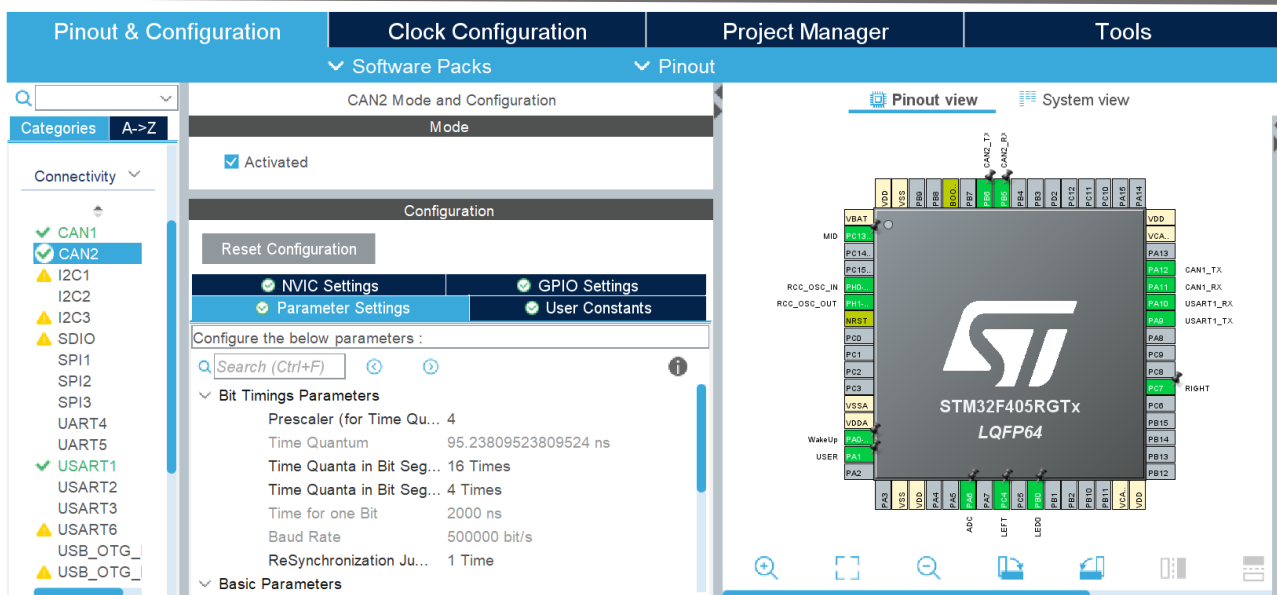 Pinout & Configuration
Clock Configuration
Project Manager
Tools
Software Packs
Pinout
Categories
A->Z
Connectivity
CAN1
CAN2
I2C1
I2C2
I2C3
SDIO
SPI1
SPI2
SPI3
UART4
UART5
USART1
USART2
USART3
USART6
USB_OTG_
USB_OTG_
CAN2 Mode and Configuration
Mode
Activated
Configuration
Reset Configuration
NVIC Settings
GPIO Settings
Parameter Settings
User Constants
Configure the below parameters :
Search (Ctrl+F)
Bit Timings Parameters
Prescaler (for Time Qu... 4
Time Quantum 95.23809523809524 ns
Time Quanta in Bit Seg... 16 Times
Time Quanta in Bit Seg... 4 Times
Time for one Bit 2000 ns
Baud Rate 500000 bit/s
ReSynchronization Ju... 1 Time
Basic Parameters
Pinout view
System view
CAN2_TX
CAN2_RX
VDD
VSS
PB9
PB8
BOO..
PB7
PB6
PB5
PB4
PB3
PD2
PC12
PC11
PC10
PA15
PA14
VBAT
MID PC13..
PC14..
PC15..
RCC_OSC_IN PH0-..
RCC_OSC_OUT PH1-..
NRST
PC0
PC1
PC2
PC3
VSSA
VDDA
WakeUp PA0-..
USER PA1
PA2
VDD
VCA..
PA13
PA12 CAN1_TX
PA11 CAN1_RX
PA10 USART1_RX
PA9 USART1_TX
PA8
PC9
PC8
PC7 RIGHT
PC6
PB15
PB14
PB13
PB12
ST
STM32F405RGTx
LQFP64
PA3
VSS
VDD
PA4
PA5
PA6
PA7
PC4
PC5
PB0
PB1
PB2
PB10
PB11
VCA..
VDD
ADC
LEFT
LED0